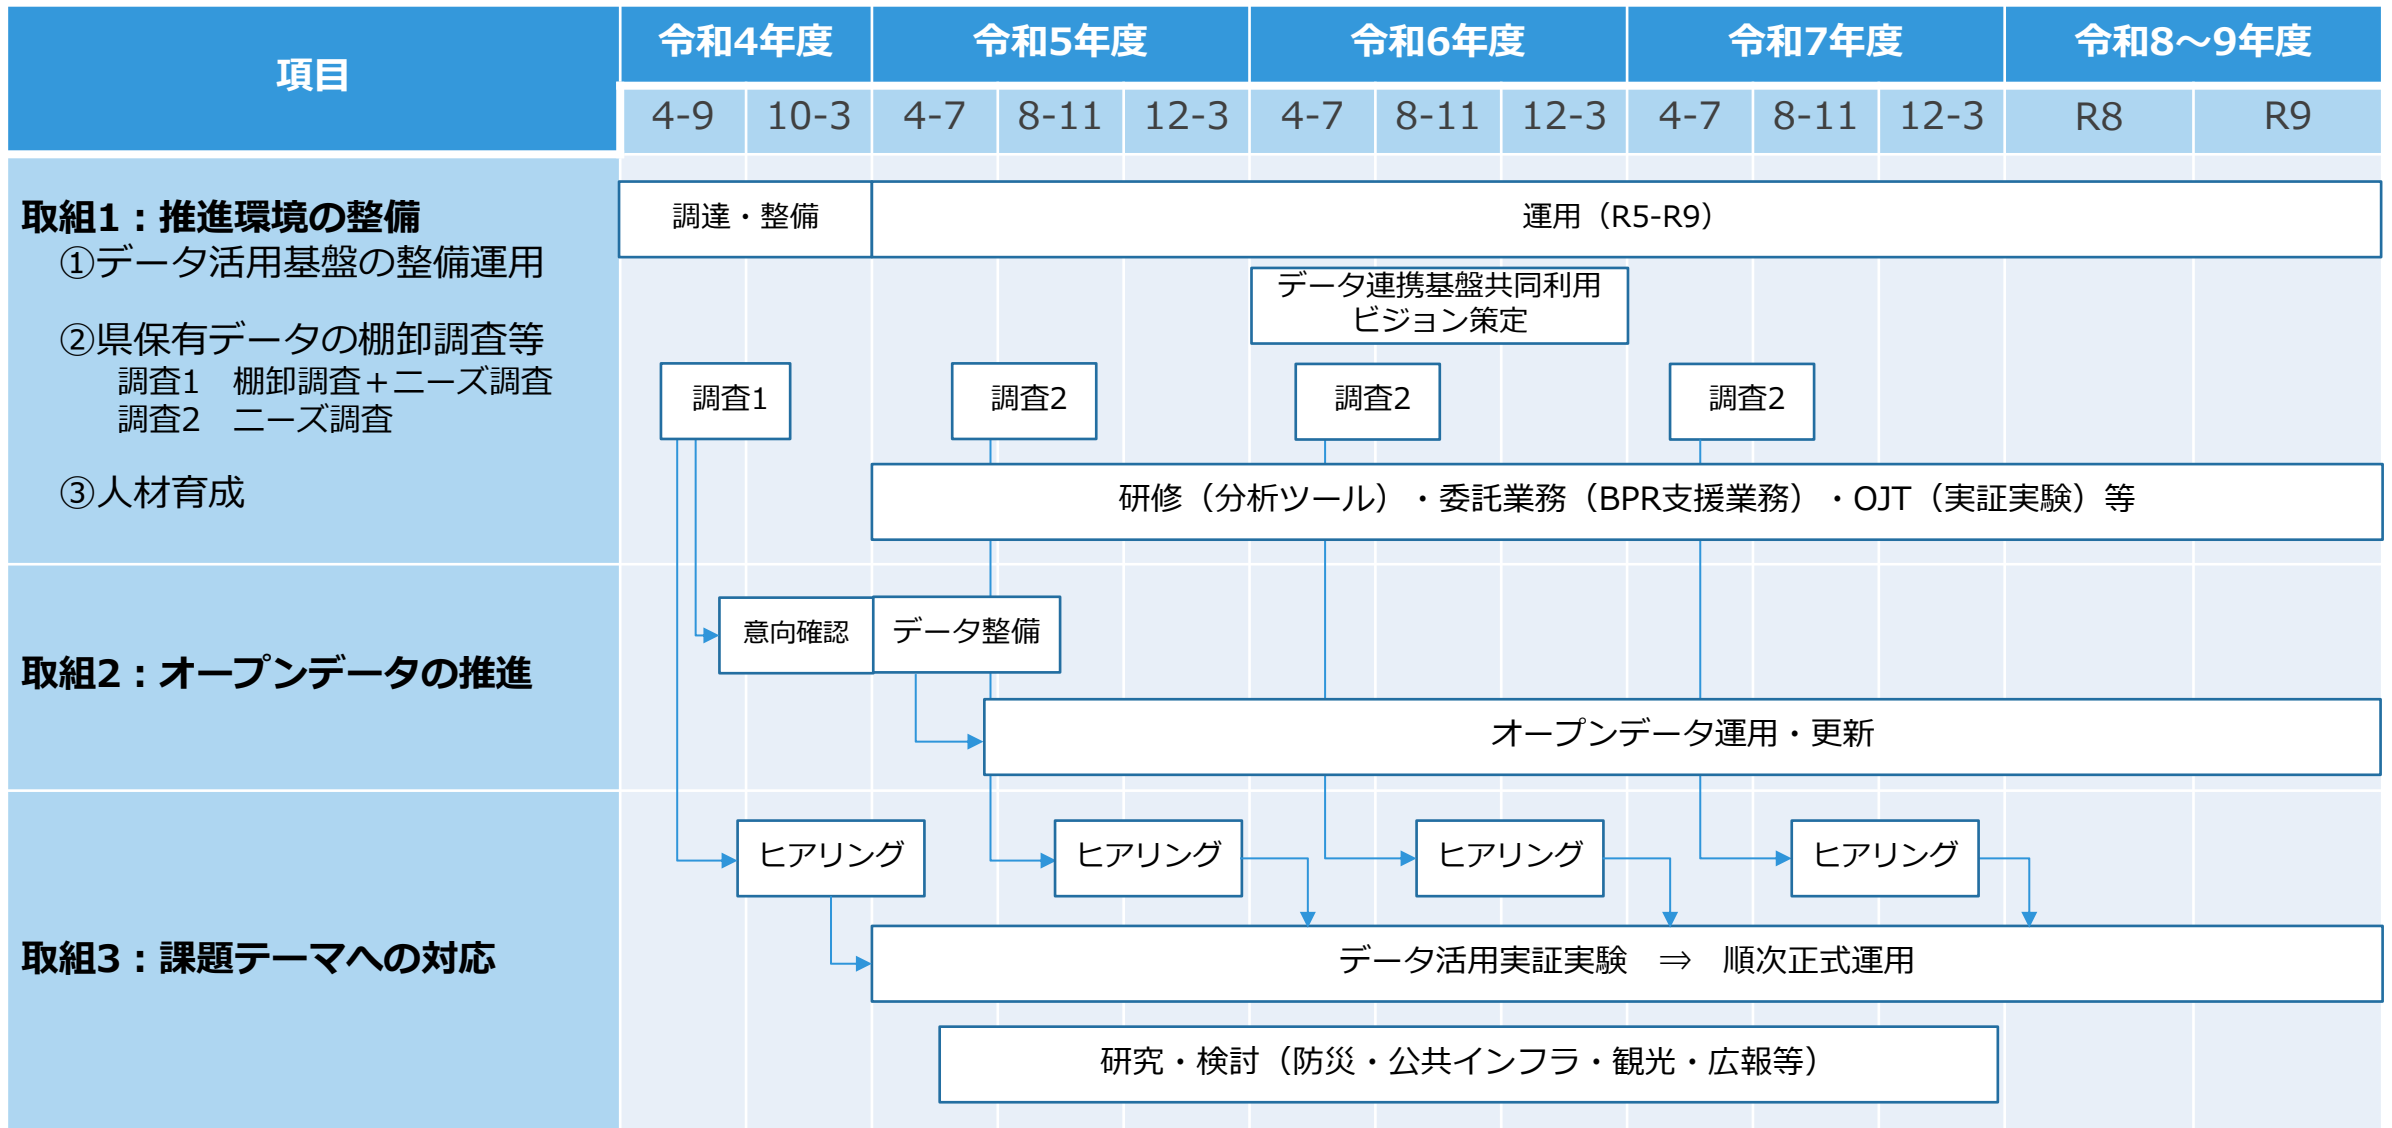 項目
令和4年度
令和5年度
令和6年度
令和7年度
令和8～9年度
4-9
10-3
4-7
8-11
12-3
4-7
8-11
12-3
4-7
8-11
12-3
R8
R9
取組1：推進環境の整備
①データ活用基盤の整備運用
②県保有データの棚卸調査等
調査1　棚卸調査＋ニーズ調査
調査2　ニーズ調査
③人材育成
調達・整備
運用（R5-R9）
データ連携基盤共同利用
ビジョン策定
調査1
調査2
調査2
調査2
研修（分析ツール）・委託業務（BPR支援業務）・OJT（実証実験）等
取組2：オープンデータの推進
意向確認
データ整備
オープンデータ運用・更新
取組3：課題テーマへの対応
ヒアリング
ヒアリング
ヒアリング
ヒアリング
データ活用実証実験　⇒　順次正式運用
研究・検討（防災・公共インフラ・観光・広報等）